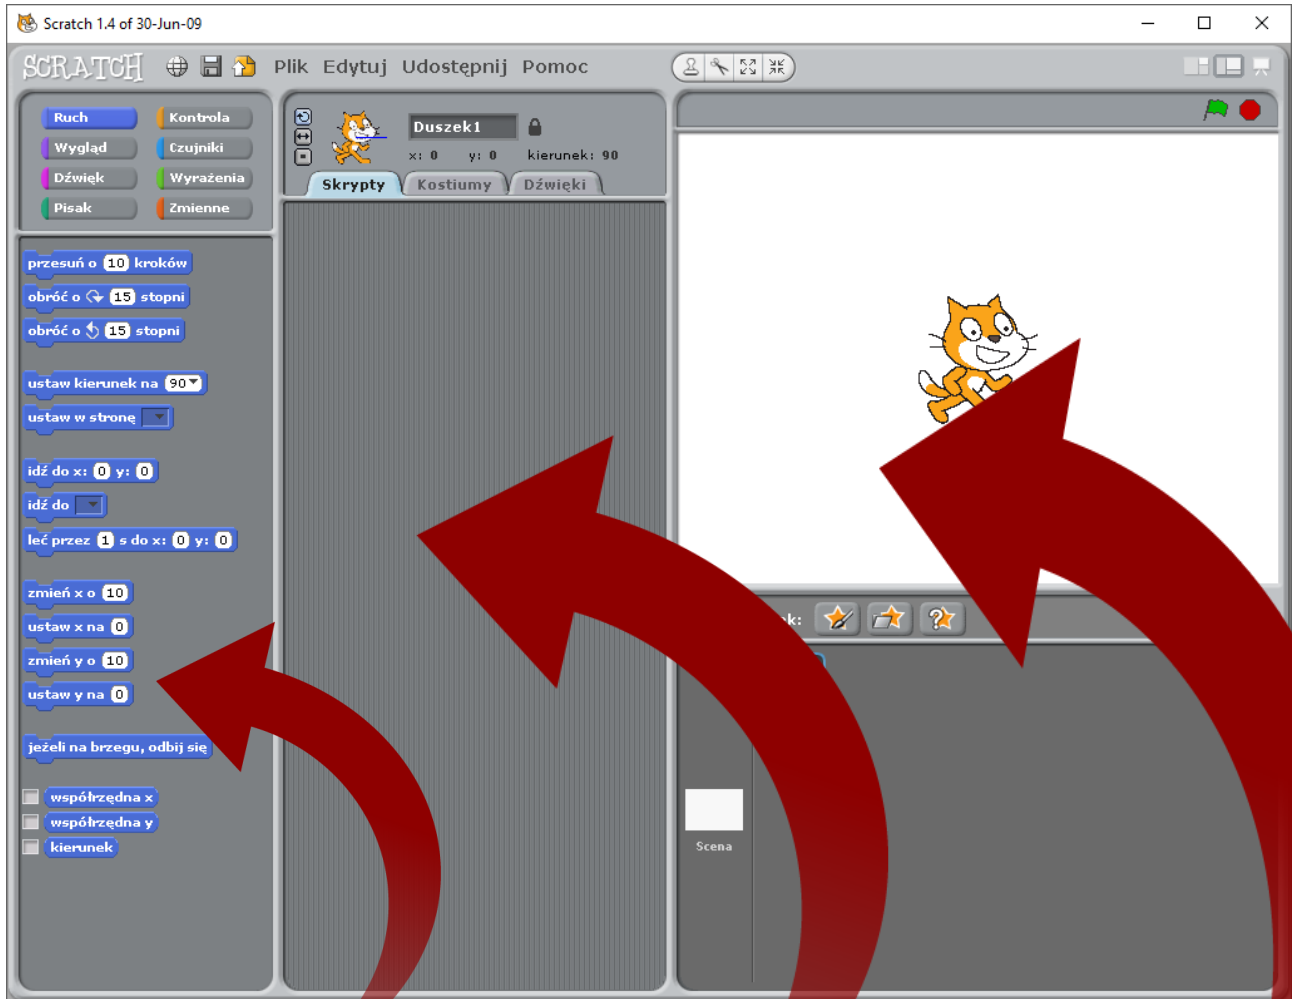 Scratch 1.4 of 30-Jun-09
SCRATCH Plik Edytuj Udostępnij Pomoc
Ruch Kontrola
Wygląd Czujniki
Dźwięk Wyrażenia
Pisak Zmienne
Duszek1
x: 0 y: 0 kierunek: 90
Skrypty Kostiumy Dźwięki
przesuń o 10 kroków
obróć o 15 stopni
obróć o 15 stopni
ustaw kierunek na 90
ustaw w stronę
idź do x: 0 y: 0
idź do
leć przez 1 s do x: 0 y: 0
zmień x o 10
ustaw x na 0
zmień y o 10
ustaw y na 0
jeżeli na brzegu, odbij się
współrzędna x
współrzędna y
kierunek
Scena